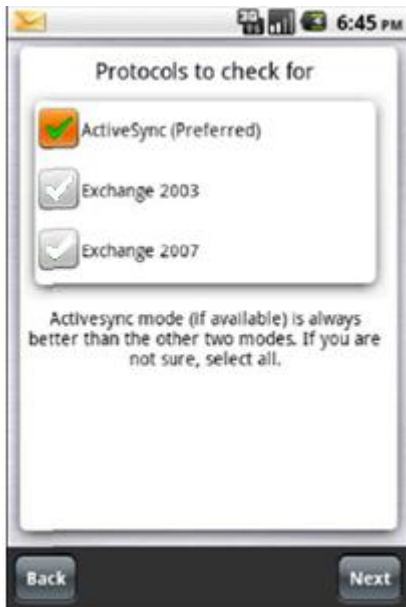 6:45 PM
Protocols to check for
ActiveSync (Preferred)
Exchange 2003
Exchange 2007
Activesync mode (if available) is always
better than the other two modes. If you are
not sure, select all.
Back
Next